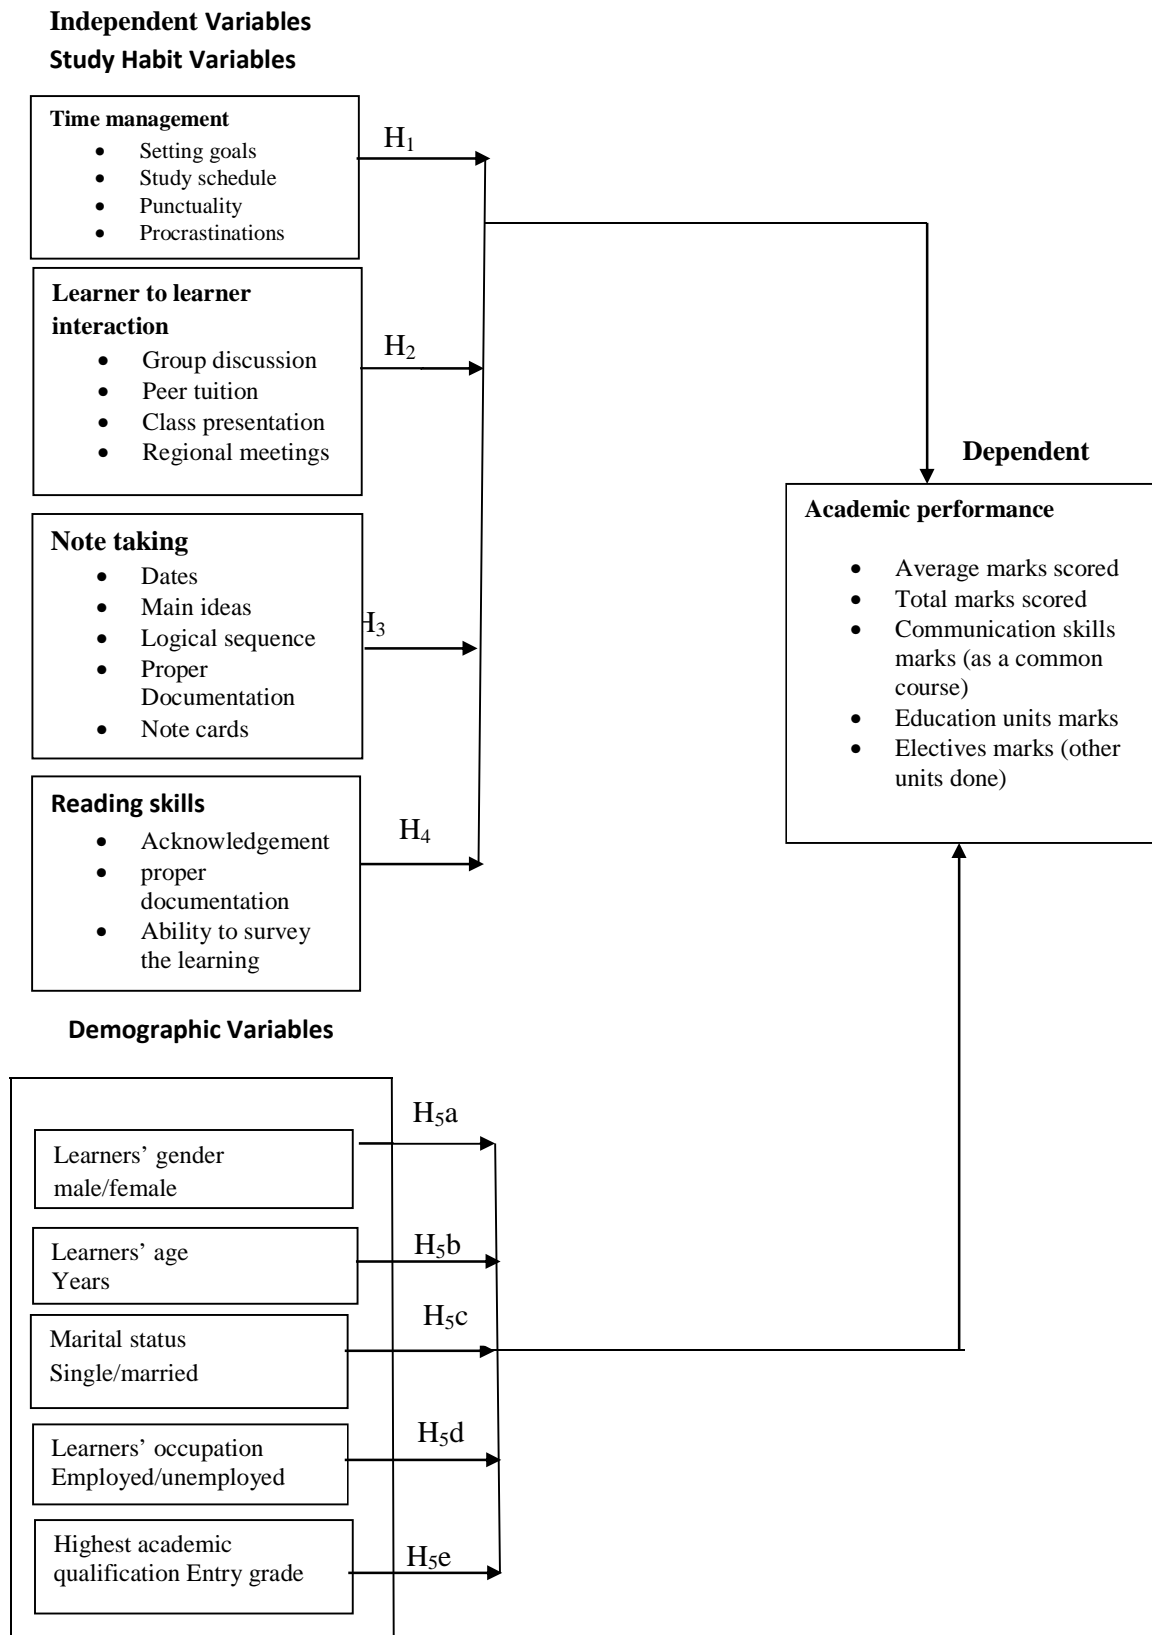 Independent Variables
Study Habit Variables
Time management
• Setting goals
• Study schedule
• Punctuality
• Procrastinations
H1
Learner to learner
interaction
• Group discussion
• Peer tuition
• Class presentation
• Regional meetings
H2
Note taking
• Dates
• Main ideas
• Logical sequence
• Proper
Documentation
• Note cards
H3
Reading skills
• Acknowledgement
• proper
documentation
• Ability to survey
the learning
H4
Dependent
Academic performance
• Average marks scored
• Total marks scored
• Communication skills
marks (as a common
course)
• Education units marks
• Electives marks (other
units done)
Demographic Variables
Learners’ gender
male/female
H5a
Learners’ age
Years
H5b
Marital status
Single/married
H5c
Learners’ occupation
Employed/unemployed
H5d
Highest academic
qualification Entry grade
H5e